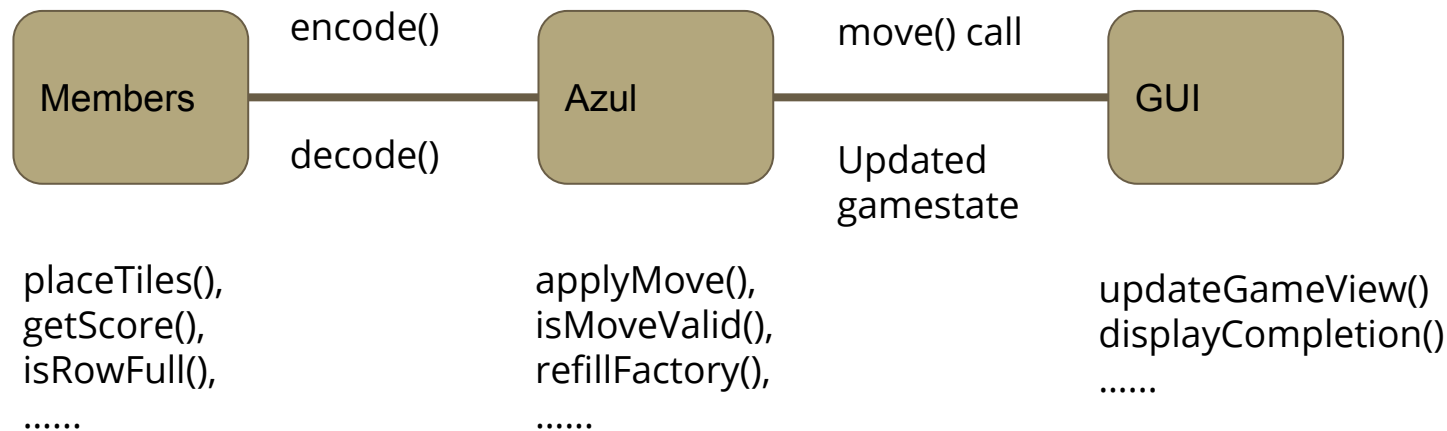 encode()
move() call
Members
Azul
GUI
decode()
Updated
gamestate
placeTiles(),
getScore(),
isRowFull(),
......
applyMove(),
isMoveValid(),
refillFactory(),
......
updateGameView()
displayCompletion()
......